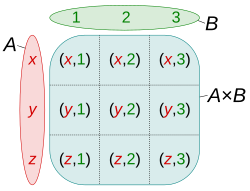 1 2 3 B
A
x (x,1) (x,2) (x,3)
A×B
y (y,1) (y,2) (y,3)
z (z,1) (z,2) (z,3)